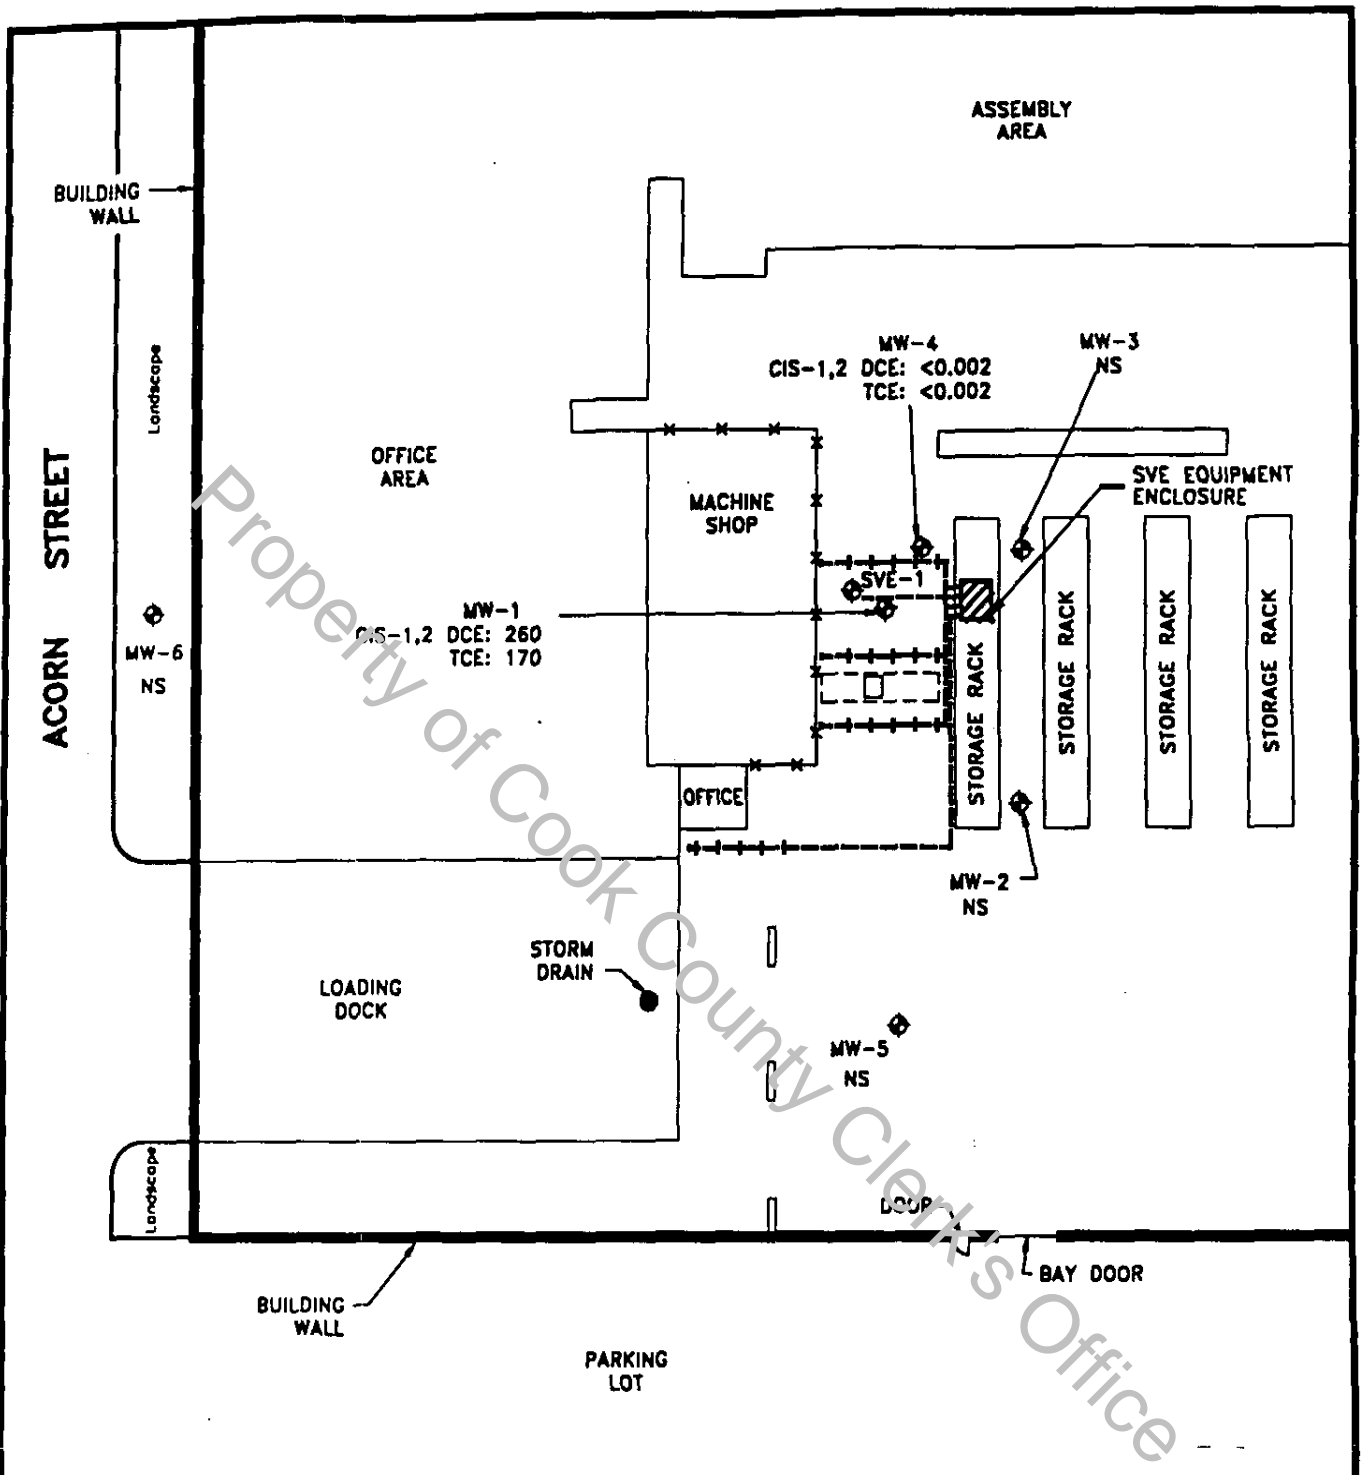 ASSEMBLY
AREA
BUILDING
WALL
Landscape
MW-4
CIS-1,2 DCE: <0.002
TCE: <0.002
MW-3
NS
OFFICE
AREA
ACORN STREET
MACHINE
SHOP
SVE EQUIPMENT
ENCLOSURE
SVE-1
MW-1
CIS-1,2 DCE: 260
TCE: 170
MW-6
NS
STORAGE RACK
STORAGE RACK
STORAGE RACK
STORAGE RACK
OFFICE
MW-2
NS
STORM
DRAIN
LOADING
DOCK
MW-5
NS
Landscape
DOOR
BAY DOOR
BUILDING
WALL
PARKING
LOT
Property of Cook County Clerk's Office